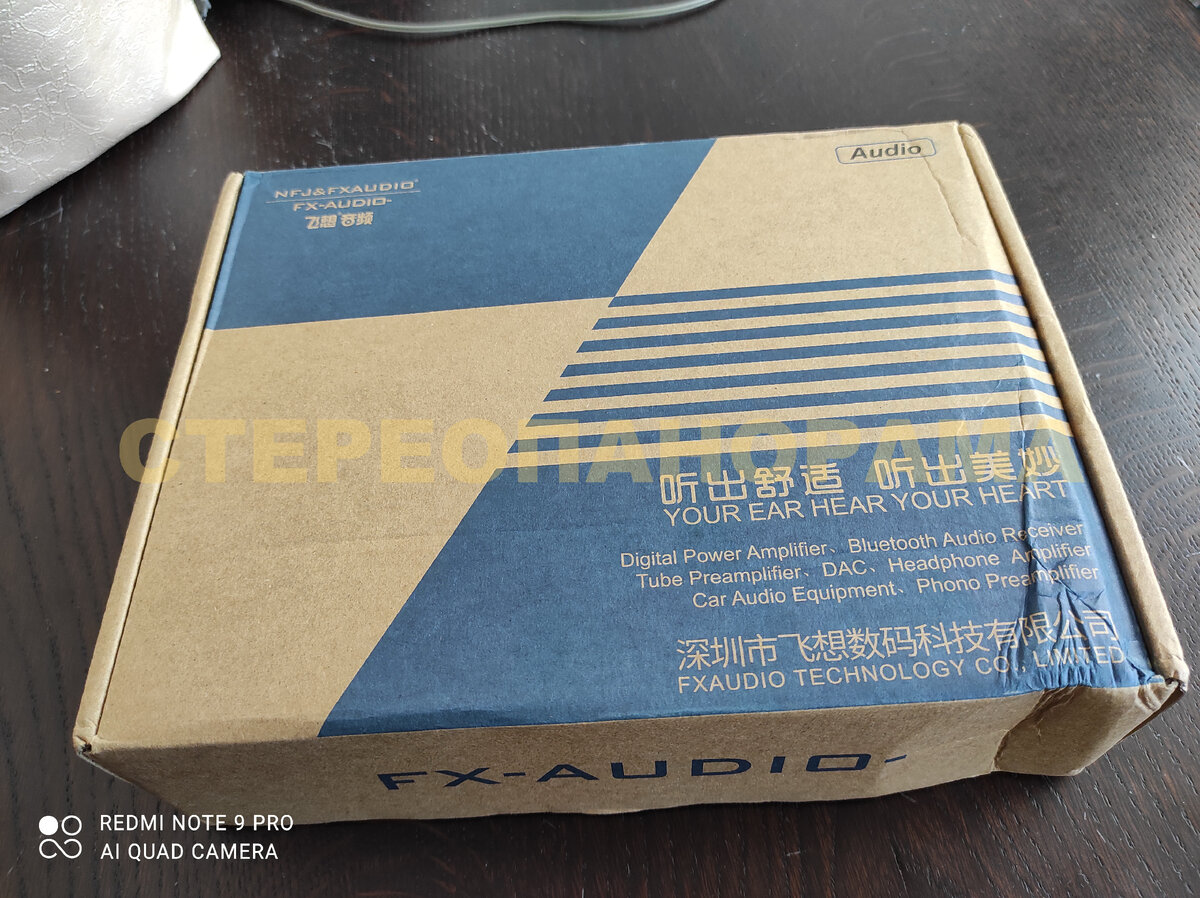 NFJ&FXAUDIO®
FX-AUDIO-
飞想音频
Audio
СТЕРЕОПАНОРАМА
听出舒适 听出美妙
YOUR EAR HEAR YOUR HEART
Digital Power Amplifier、Bluetooth Audio Receiver
Tube Preamplifier、DAC、Headphone Amplifier
Car Audio Equipment、Phono Preamplifier
深圳市飞想数码科技有限公司
FXAUDIO TECHNOLOGY CO., LIMITED
FX-AUDIO-
REDMI NOTE 9 PRO
AI QUAD CAMERA